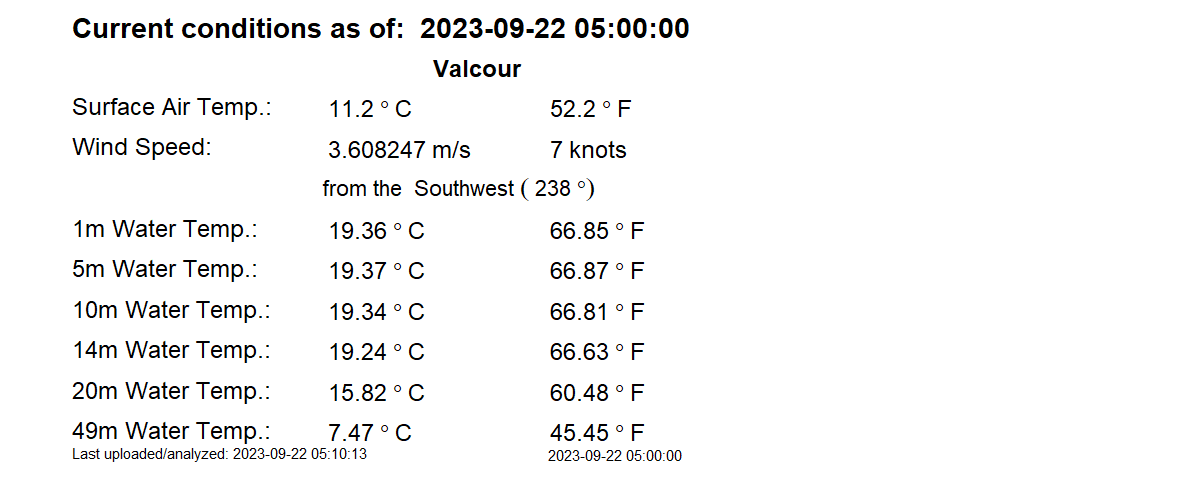 Current conditions as of: 2023-09-22 05:00:00
Valcour
Surface Air Temp.: 11.2 ° C 52.2 ° F
Wind Speed: 3.608247 m/s 7 knots
from the Southwest ( 238 °)
1m Water Temp.: 19.36 ° C 66.85 ° F
5m Water Temp.: 19.37 ° C 66.87 ° F
10m Water Temp.: 19.34 ° C 66.81 ° F
14m Water Temp.: 19.24 ° C 66.63 ° F
20m Water Temp.: 15.82 ° C 60.48 ° F
49m Water Temp.: 7.47 ° C 45.45 ° F
Last uploaded/analyzed: 2023-09-22 05:10:13 2023-09-22 05:00:00